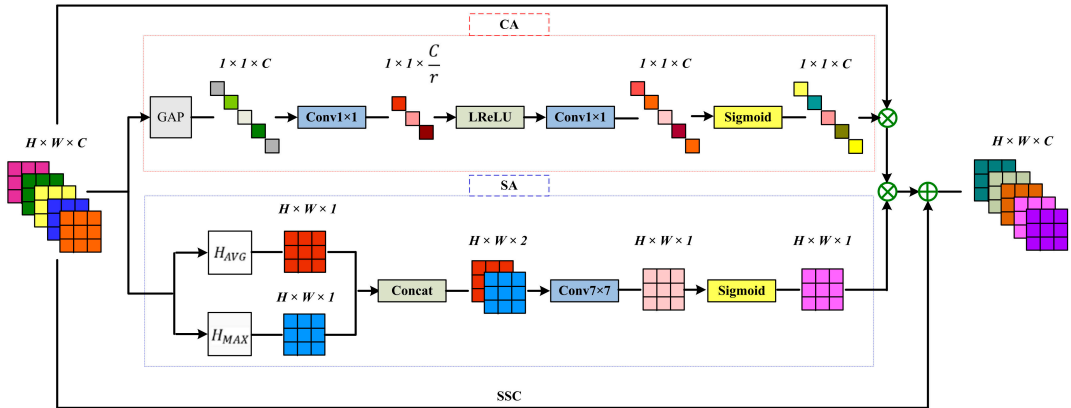 CA
1 × 1 × C
1 × 1 × C/r
1 × 1 × C
1 × 1 × C
GAP
Conv1×1
LReLU
Conv1×1
Sigmoid
H × W × C
H × W × C
SA
H × W × 1
H × W × 2
H × W × 1
H × W × 1
H_AVG
H × W × 1
Concat
Conv7×7
Sigmoid
H_MAX
SSC